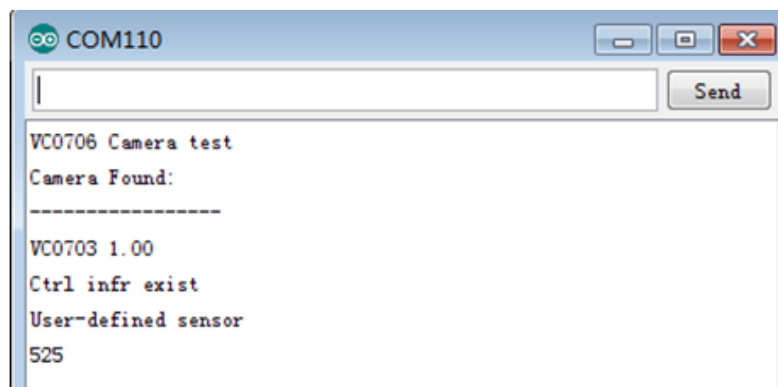 COM110
Send
VC0706 Camera test
Camera Found:
-----------------
VC0703 1.00
Ctrl infr exist
User-defined sensor
525